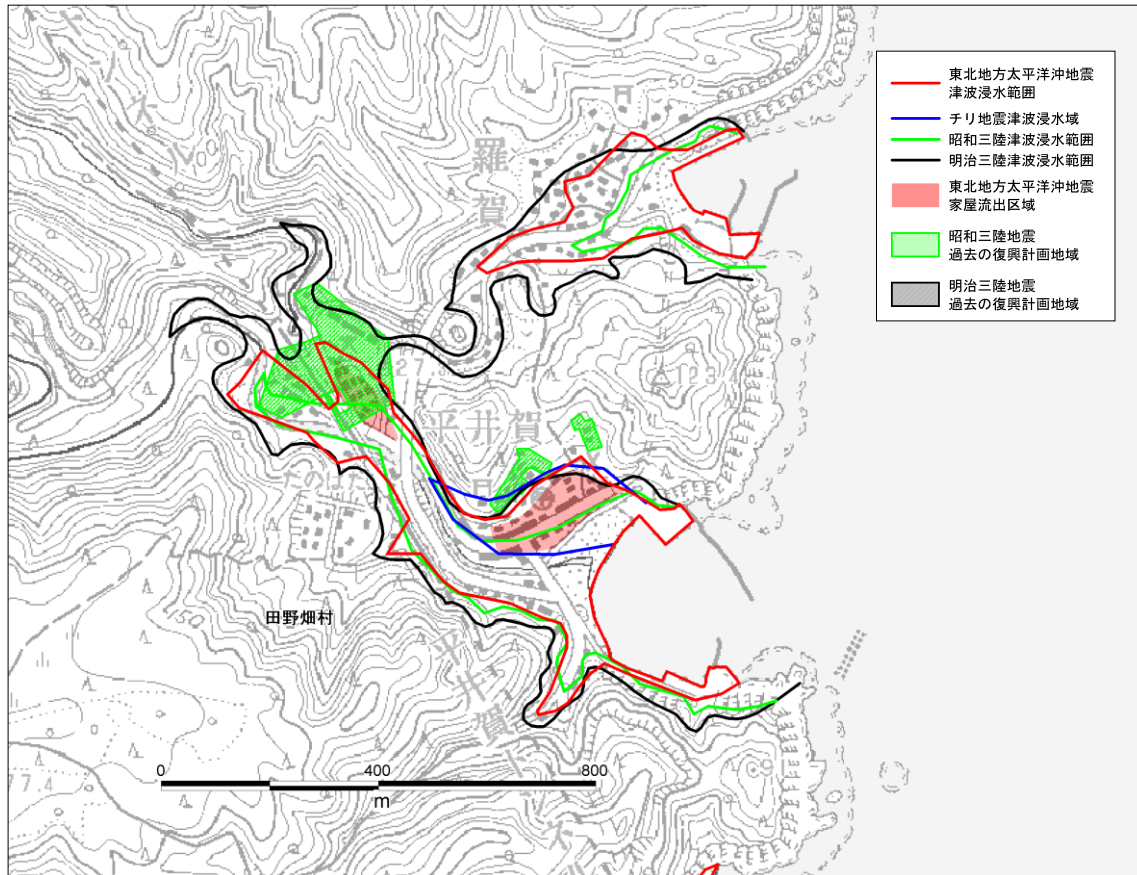 東北地方太平洋沖地震
津波浸水範囲
チリ地震津波浸水域
昭和三陸津波浸水範囲
明治三陸津波浸水範囲
東北地方太平洋沖地震
家屋流出区域
昭和三陸地震
過去の復興計画地域
明治三陸地震
過去の復興計画地域
羅賀
平井賀
田野畑村
平井賀
0 400 800
m